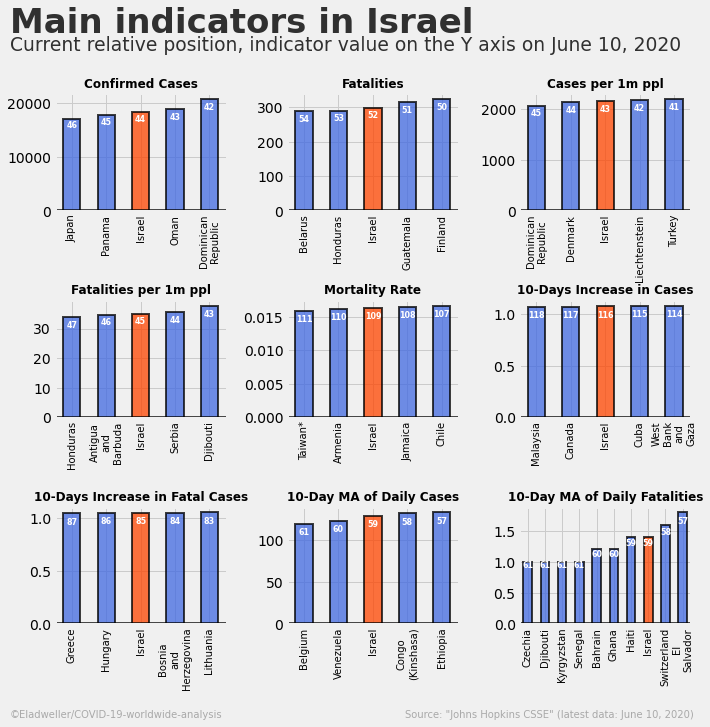 Main indicators in Israel
Current relative position, indicator value on the Y axis on June 10, 2020
Confirmed Cases
20000
10000
0
46
45
44
43
42
Japan
Panama
Israel
Oman
Dominican
Republic
Fatalities
300
200
100
0
54
53
52
51
50
Belarus
Honduras
Israel
Guatemala
Finland
Cases per 1m ppl
2000
1000
0
45
44
43
42
41
Dominican
Republic
Denmark
Israel
Liechtenstein
Turkey
Fatalities per 1m ppl
30
20
10
0
47
46
45
44
43
Honduras
Antigua
and
Barbuda
Israel
Serbia
Djibouti
Mortality Rate
0.015
0.010
0.005
0.000
111
110
109
108
107
Taiwan*
Armenia
Israel
Jamaica
Chile
10-Days Increase in Cases
1.0
0.5
0.0
118
117
116
115
114
Malaysia
Canada
Israel
Cuba
West
Bank
and
Gaza
10-Days Increase in Fatal Cases
1.0
0.5
0.0
87
86
85
84
83
Greece
Hungary
Israel
Bosnia
and
Herzegovina
Lithuania
10-Day MA of Daily Cases
100
50
0
61
60
59
58
57
Belgium
Venezuela
Israel
Congo
(Kinshasa)
Ethiopia
10-Day MA of Daily Fatalities
1.5
1.0
0.5
0.0
61
61
61
61
60
60
59
59
58
57
Czechia
Djibouti
Kyrgyzstan
Senegal
Bahrain
Ghana
Haiti
Israel
Switzerland
El
Salvador
©Eladweller/COVID-19-worldwide-analysis
Source: "Johns Hopkins CSSE" (latest data: June 10, 2020)